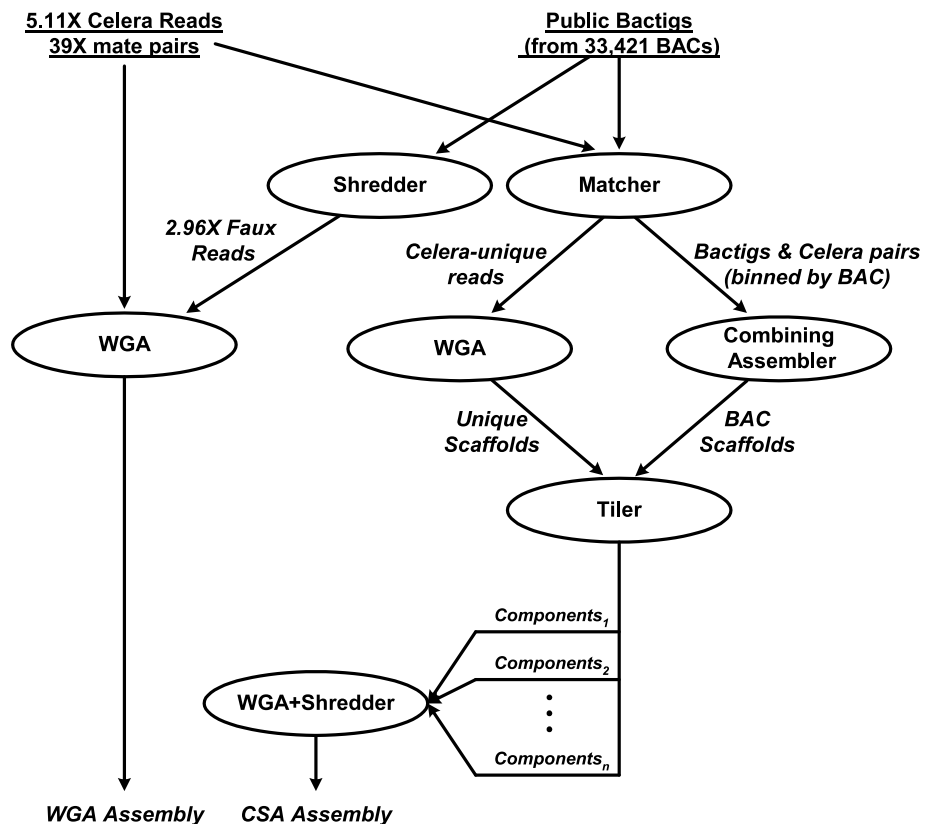 5.11X Celera Reads
39X mate pairs
Public Bactigs
(from 33,421 BACs)
Shredder
Matcher
2.96X Faux
Reads
Celera-unique
reads
Bactigs & Celera pairs
(binned by BAC)
WGA
WGA
Combining
Assembler
Unique
Scaffolds
BAC
Scaffolds
Tiler
Components1
Components2
WGA+Shredder
Componentsn
WGA Assembly
CSA Assembly